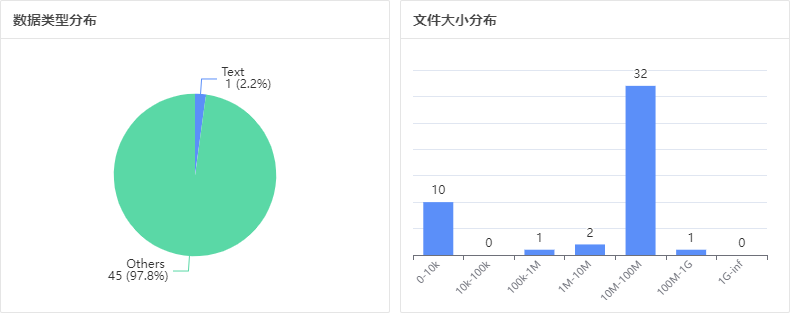 数据类型分布
Text
1 (2.2%)
Others
45 (97.8%)
文件大小分布
32
10
0
1
2
1
0
0-10k
10k-100k
100k-1M
1M-10M
10M-100M
100M-1G
1G-inf